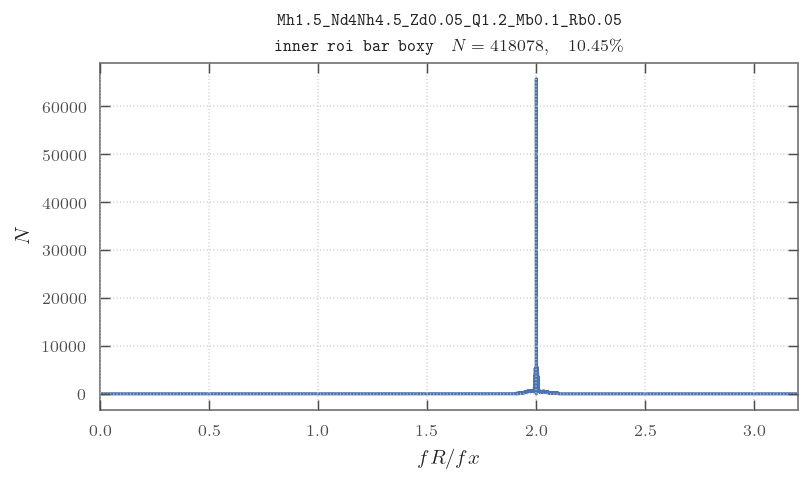 Mh1.5_Nd4Nh4.5_Zd0.05_Q1.2_Mb0.1_Rb0.05
inner roi bar boxy N = 418078, 10.45%
60000
50000
40000
30000
20000
10000
0
N
0.0 0.5 1.0 1.5 2.0 2.5 3.0
fR/fx